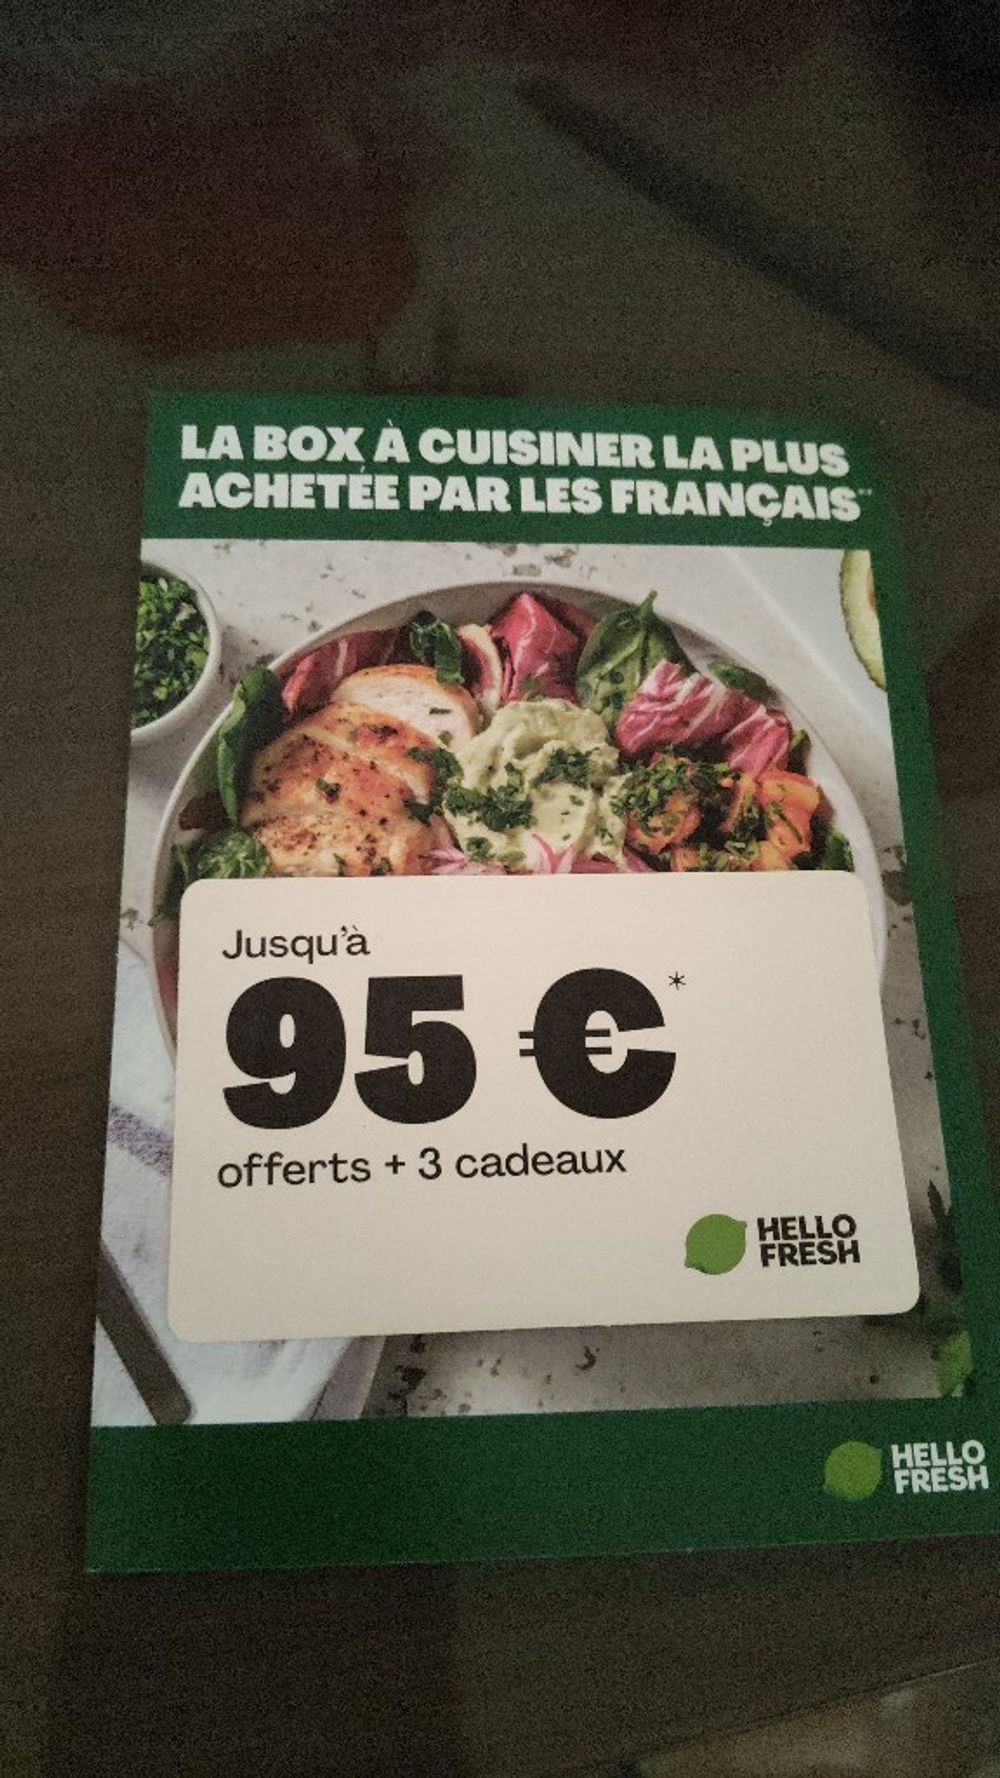 LA BOX À CUISINER LA PLUS
ACHETÉE PAR LES FRANÇAIS**
Jusqu'à
95 €*
offerts + 3 cadeaux
HELLO
FRESH
HELLO
FRESH